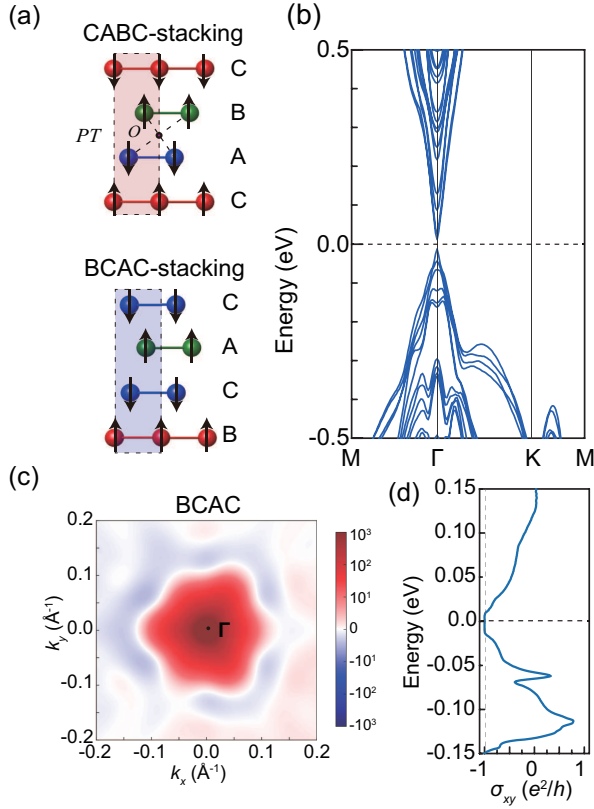 (a)
CABC-stacking
C
B
PT
O
A
C
BCAC-stacking
C
A
C
B
(b)
0.5
0.0
-0.5
Energy (eV)
M
Γ
K
M
(c)
BCAC
0.2
0.1
0.0
-0.1
-0.2
k_y (Å⁻¹)
Γ
-0.2
-0.1
0.0
0.1
0.2
k_x (Å⁻¹)
10³
10²
10¹
0
-10¹
10²
-10³
(d)
0.15
0.10
0.05
0.0
-0.05
-0.10
-0.15
Energy (eV)
-1
0
1
σ_xy (e²/h)